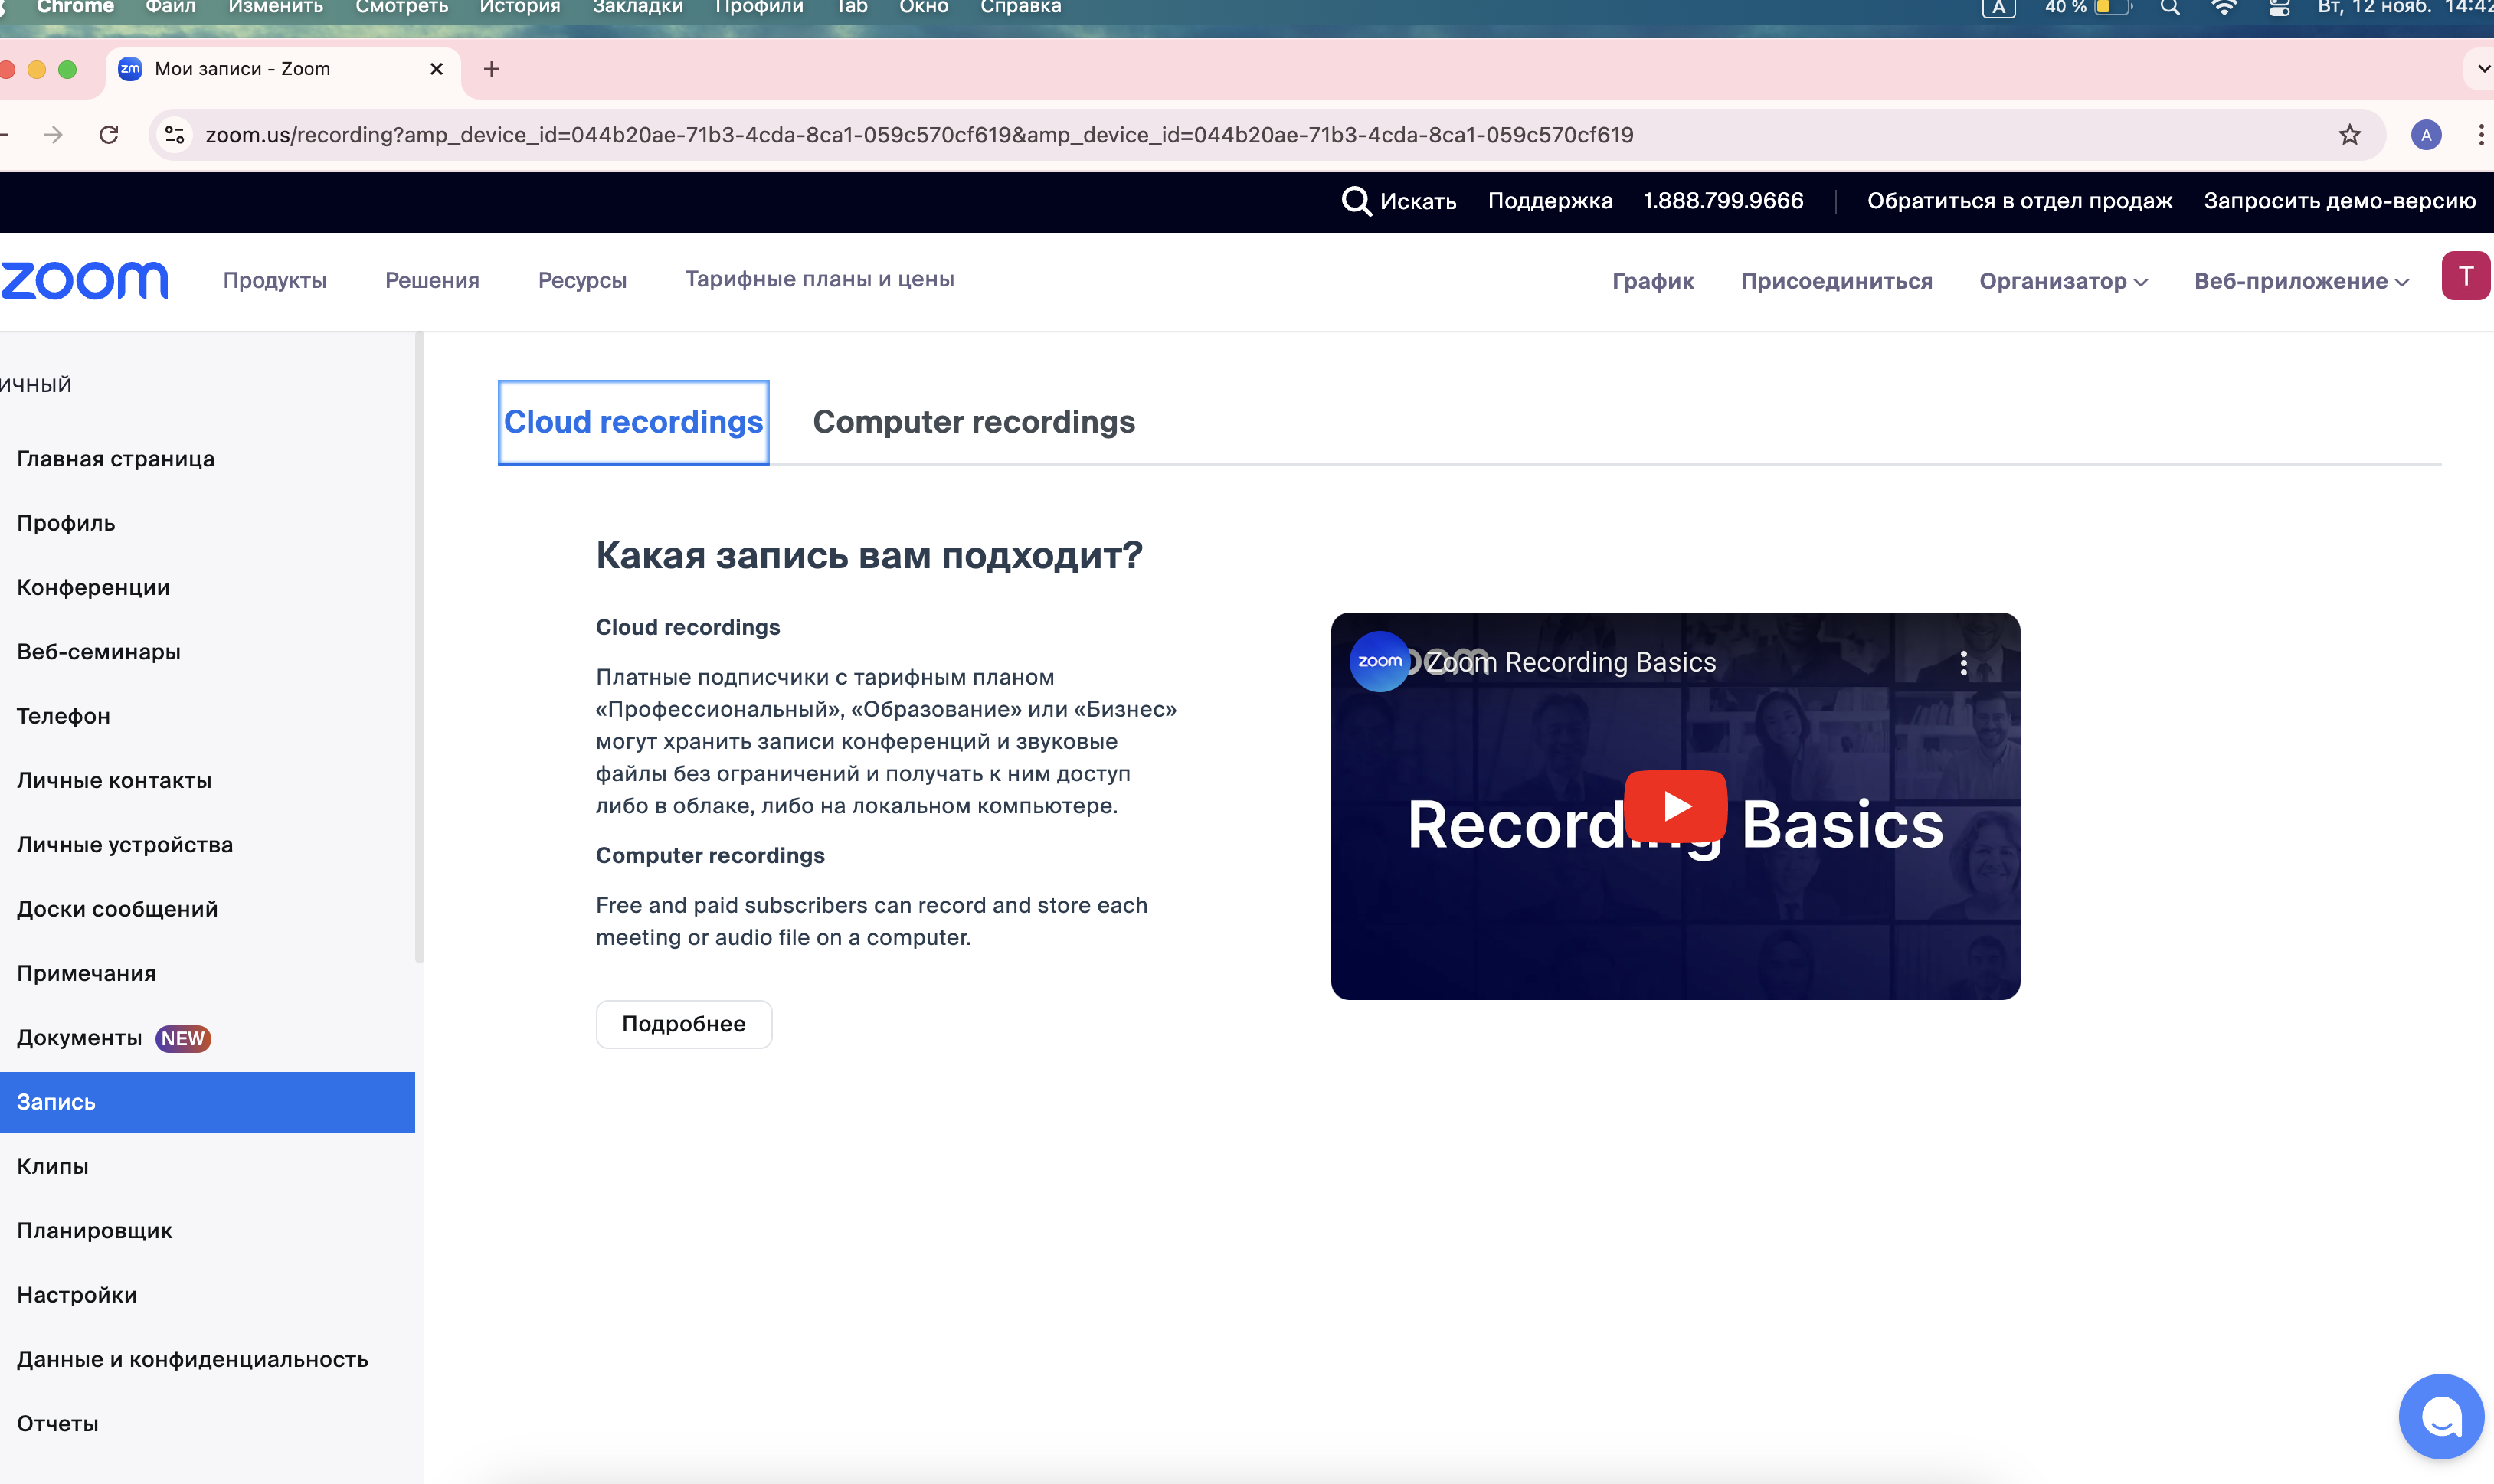 Chrome Файл Изменить Смотреть История Закладки Профили Tab Окно Справка A 40 % Вт, 12 нояб. 14:42
zm Мои записи - Zoom
zoom.us/recording?amp_device_id=044b20ae-71b3-4cda-8ca1-059c570cf619&amp_device_id=044b20ae-71b3-4cda-8ca1-059c570cf619 A
Искать Поддержка 1.888.799.9666 Обратиться в отдел продаж Запросить демо-версию
zoom Продукты Решения Ресурсы Тарифные планы и цены График Присоединиться Организатор Веб-приложение T
ичный
Главная страница
Профиль
Конференции
Веб-семинары
Телефон
Личные контакты
Личные устройства
Доски сообщений
Примечания
Документы NEW
Запись
Клипы
Планировщик
Настройки
Данные и конфиденциальность
Отчеты
Cloud recordings Computer recordings
Какая запись вам подходит?
Cloud recordings
Платные подписчики с тарифным планом
«Профессиональный», «Образование» или «Бизнес»
могут хранить записи конференций и звуковые
файлы без ограничений и получать к ним доступ
либо в облаке, либо на локальном компьютере.
Computer recordings
Free and paid subscribers can record and store each
meeting or audio file on a computer.
Подробнее
zoom Zoom Recording Basics
Recording Basics